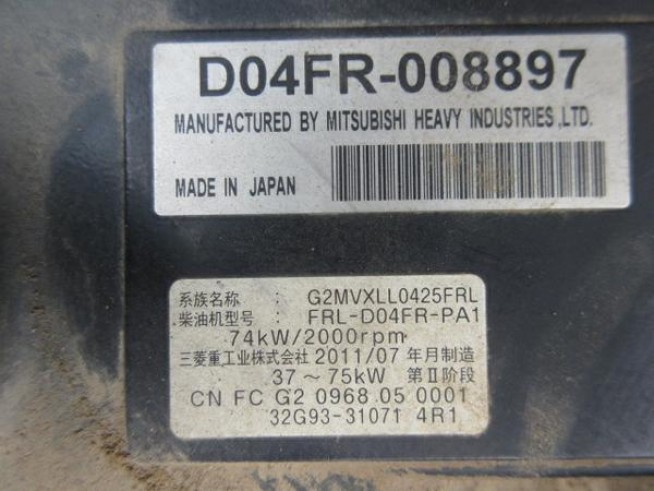 D04FR-008897
MANUFACTURED BY MITSUBISHI HEAVY INDUSTRIES,LTD.
MADE IN JAPAN
系族名称 : G2MVXLL0425FRL
柴油机型号 : FRL-D04FR-PA1
74kW/2000rpm
三菱重工业株式会社 2011/07 年月制造
37～75kW 第Ⅱ阶段
CN FC G2 0968 05 0001
32G93-31071 4R1